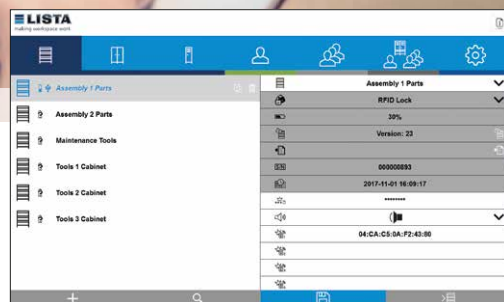 LISTA
making workspace work
Assembly 1 Parts
Assembly 2 Parts
Maintenance Tools
Tools 1 Cabinet
Tools 2 Cabinet
Tools 3 Cabinet
Assembly 1 Parts
RFID Lock
30%
Version: 23
000000893
2017-11-01 16:09:17
********
04:CA:C5:0A:F2:43:80